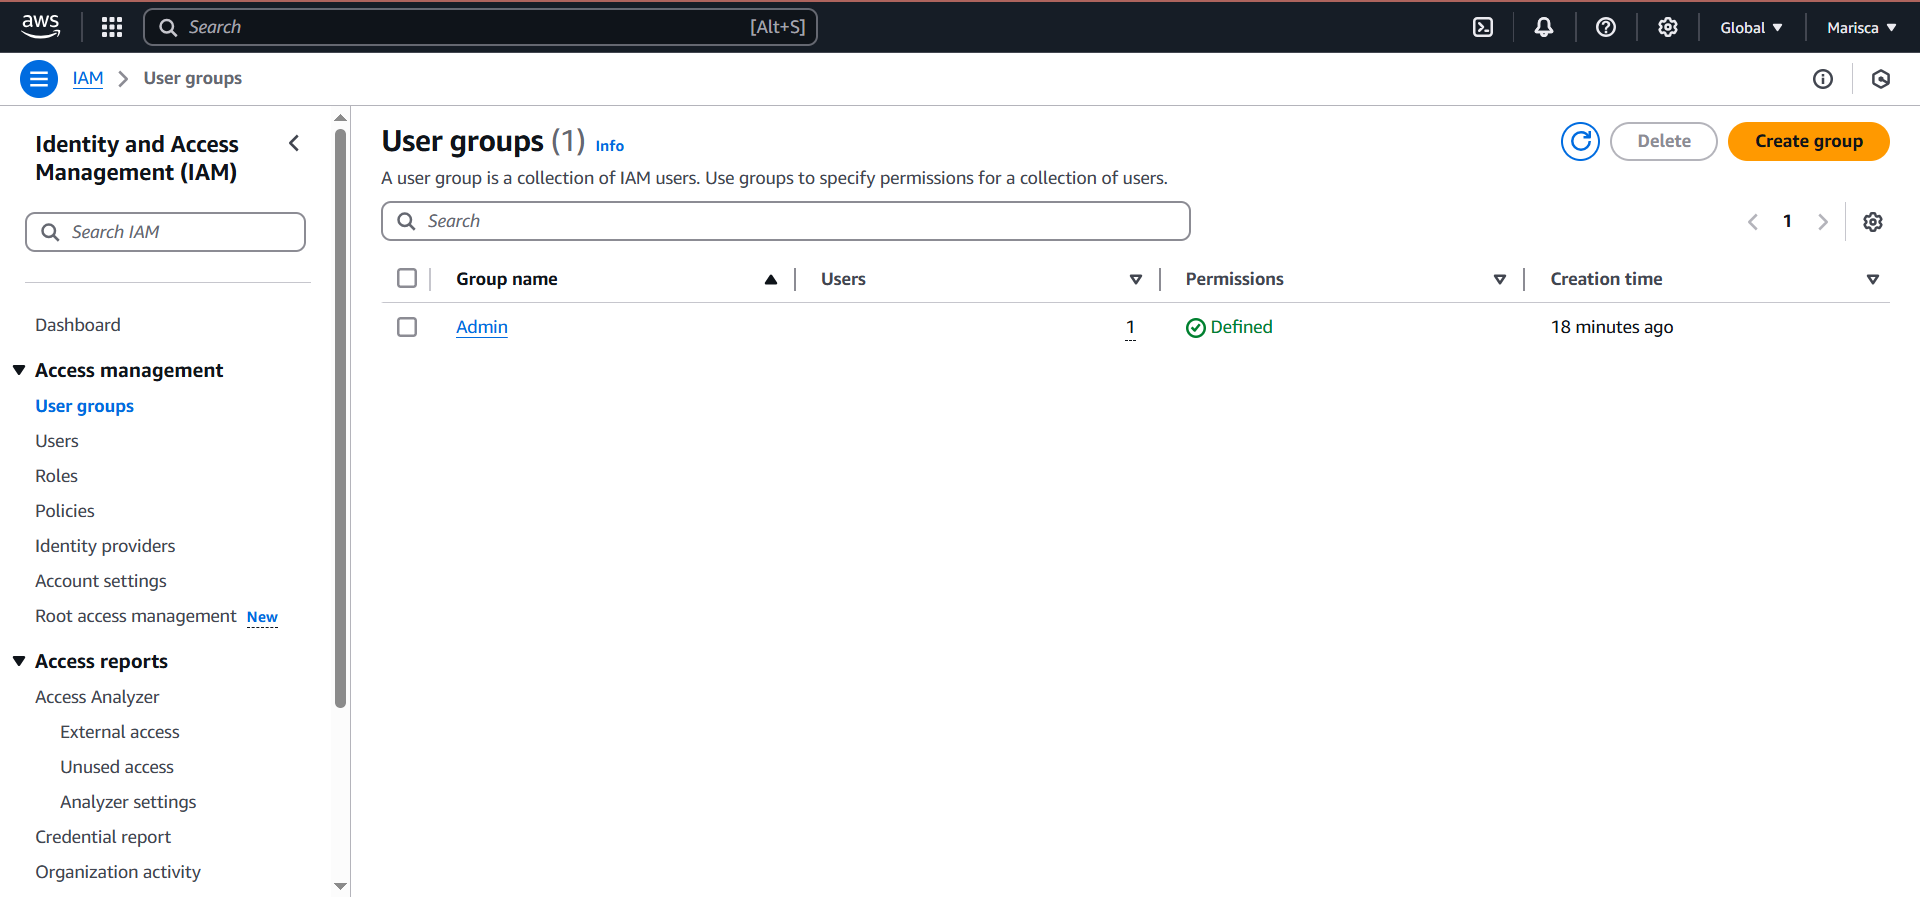 aws
Search [Alt+S]
Global
Marisca
IAM User groups
Identity and Access
Management (IAM)
Search IAM
Dashboard
Access management
User groups
Users
Roles
Policies
Identity providers
Account settings
Root access management New
Access reports
Access Analyzer
External access
Unused access
Analyzer settings
Credential report
Organization activity
User groups (1) Info
Delete
Create group
A user group is a collection of IAM users. Use groups to specify permissions for a collection of users.
Search
1
Group name Users Permissions Creation time
Admin 1 Defined 18 minutes ago